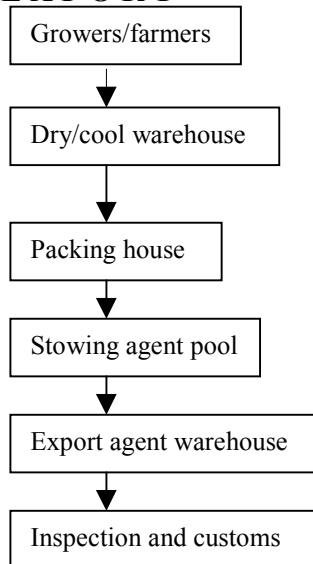 Growers/farmers
Dry/cool warehouse
Packing house
Stowing agent pool
Export agent warehouse
Inspection and customs